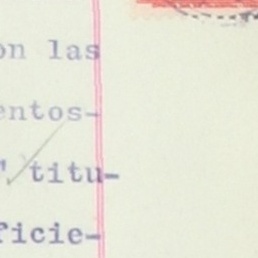 on las
entos-
" titu-
ficie-